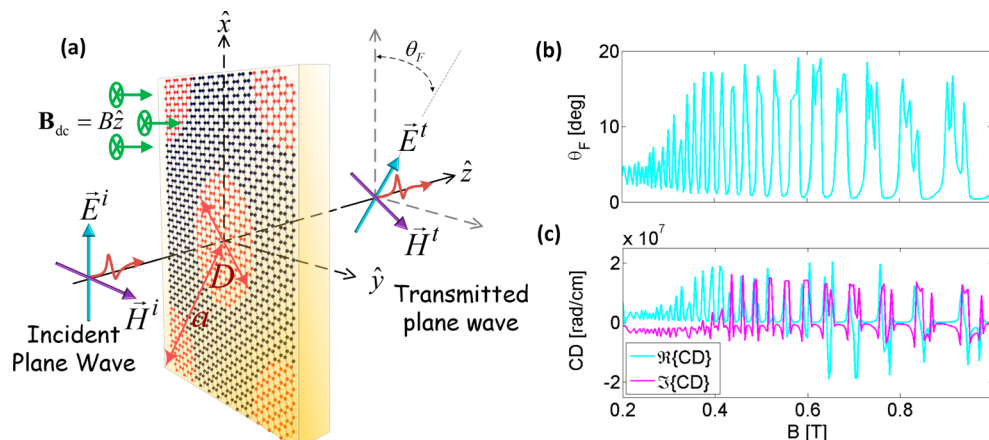 (a)
x̂
θ_F
B_dc = Bẑ
E⃗^i
H⃗^i
Incident
Plane Wave
D
a
E⃗^t
H⃗^t
ẑ
ŷ
Transmitted
plane wave
(b)
20
10
0
θ_F [deg]
(c)
x 10^7
2
0
-2
CD [rad/cm]
ℜ{CD}
ℑ{CD}
0.2 0.4 0.6 0.8
B [T]